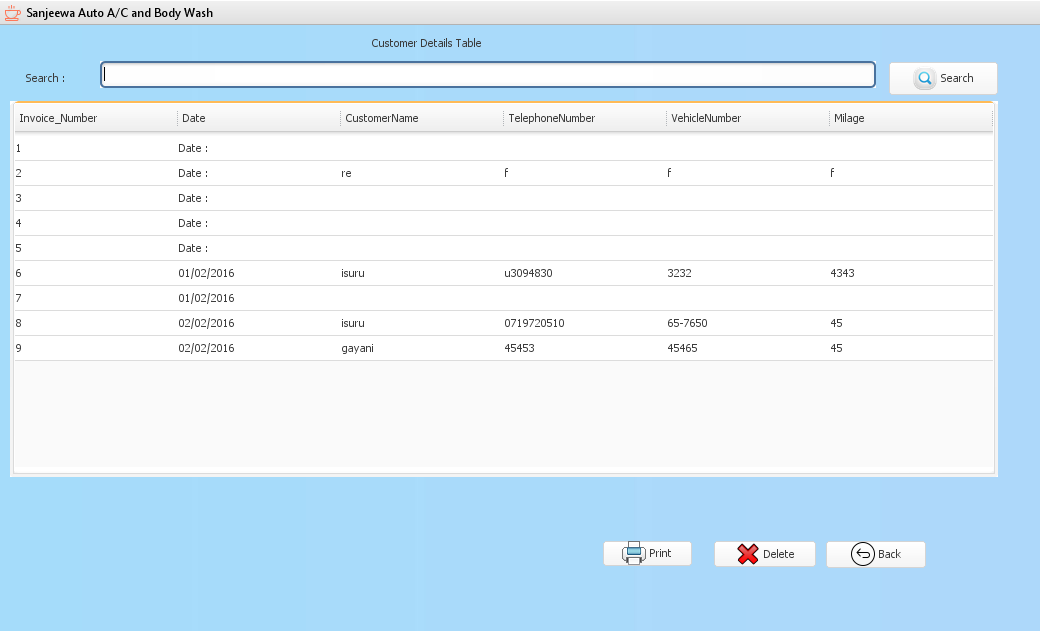 Sanjeewa Auto A/C and Body Wash
Customer Details Table
Search : Search
Invoice_Number Date CustomerName TelephoneNumber VehicleNumber Milage
1 Date :
2 Date : re f f f
3 Date :
4 Date :
5 Date :
6 01/02/2016 isuru u3094830 3232 4343
7 01/02/2016
8 02/02/2016 isuru 0719720510 65-7650 45
9 02/02/2016 gayani 45453 45465 45
Print Delete Back